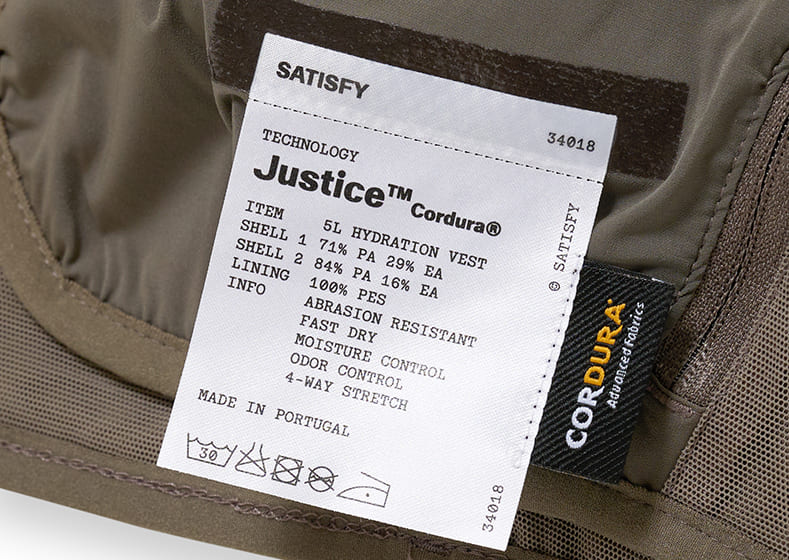 SATISFY
34018
TECHNOLOGY
Justice™ Cordura®
ITEM 5L HYDRATION VEST
SHELL 1 71% PA 29% EA
SHELL 2 84% PA 16% EA
LINING 100% PES
INFO ABRASION RESISTANT
FAST DRY
MOISTURE CONTROL
ODOR CONTROL
4-WAY STRETCH
MADE IN PORTUGAL
30
☺ SATISFY
34018
CORDURA®
Advanced Fabrics